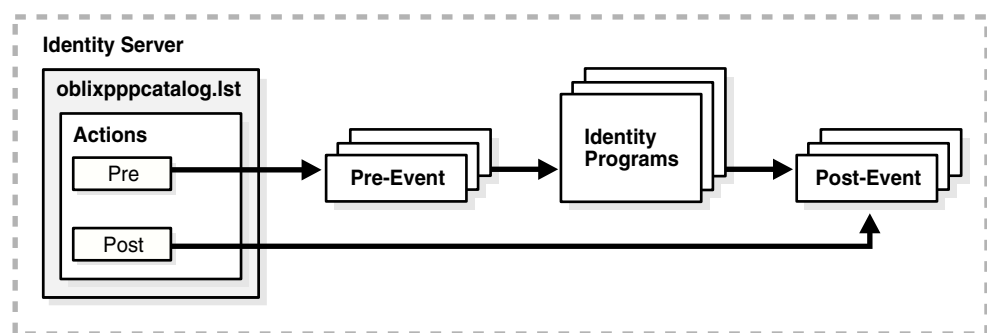 Identity Server
oblixpppcatalog.lst
Actions
Pre
Post
Pre-Event
Identity
Programs
Post-Event